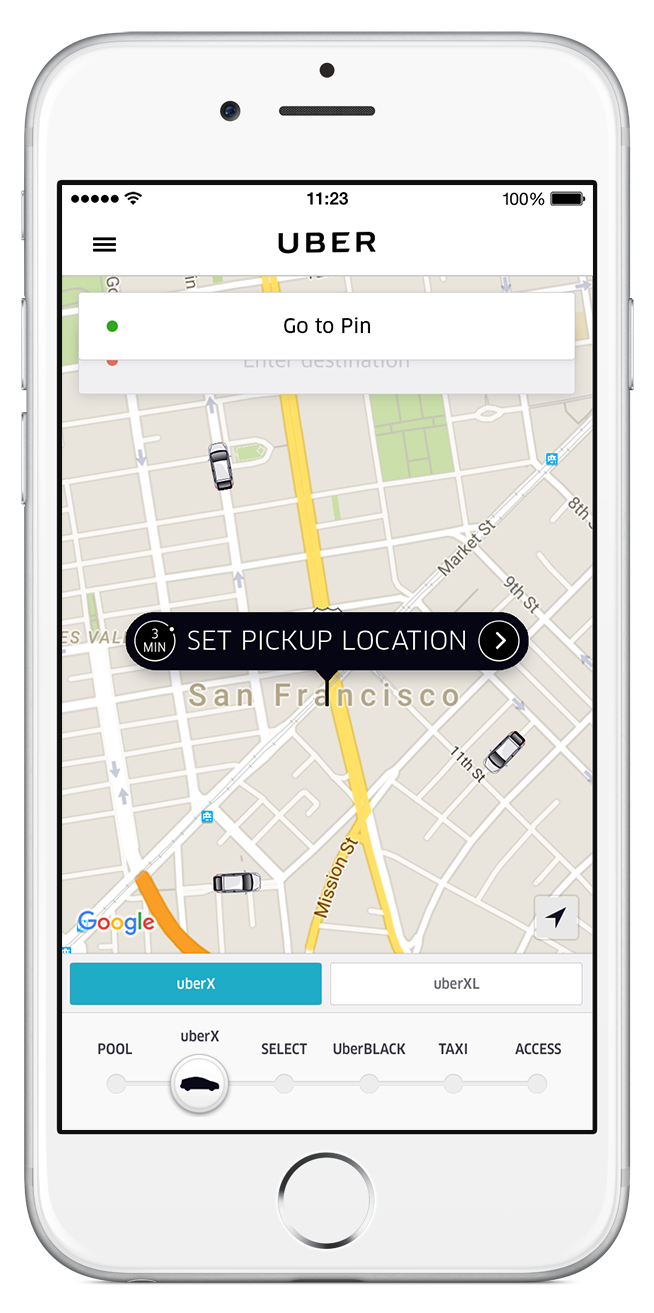 11:23
100%
UBER
Go to Pin
Enter destination
8th
Market St
9th St
3
MIN
SET PICKUP LOCATION
ES VAL
San Francisco
11th St
Mission St
Google
uberX
uberXL
POOL
uberX
SELECT
UberBLACK
TAXI
ACCESS